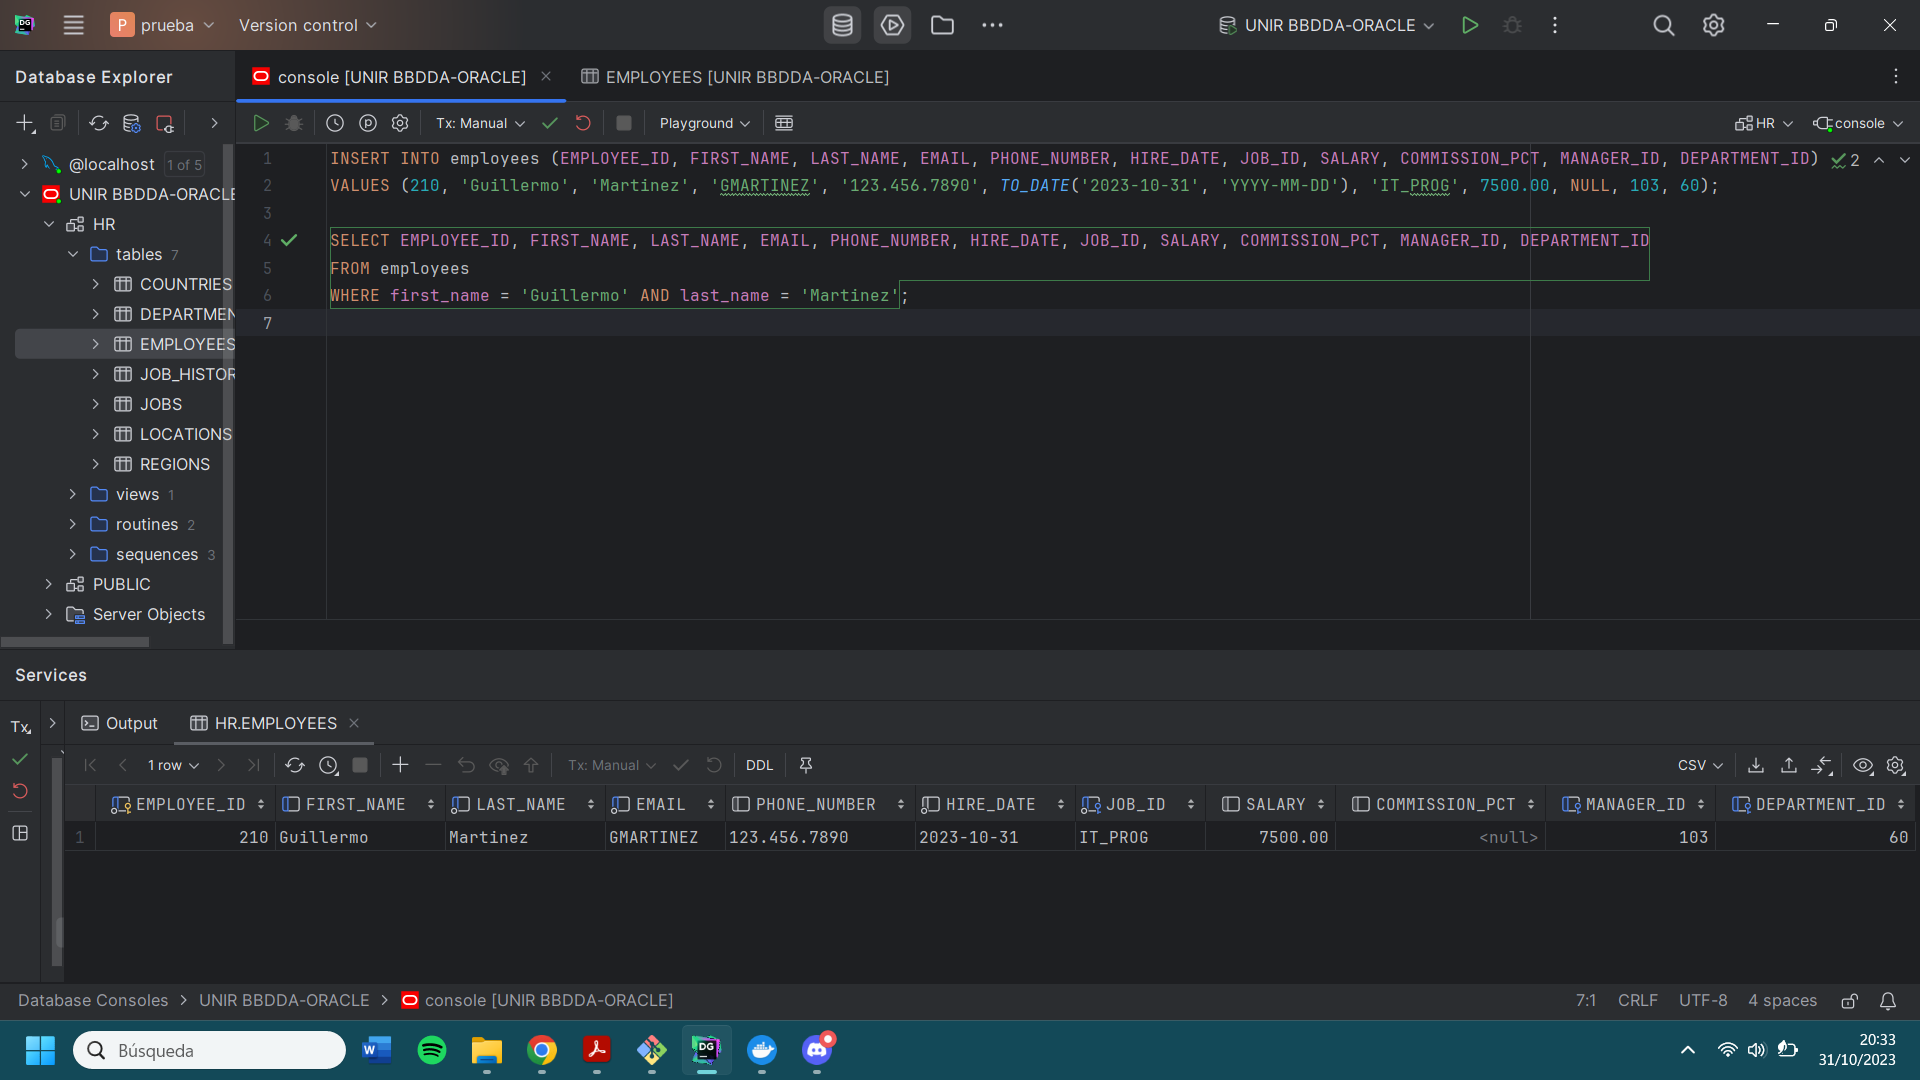 DG P prueba Version control UNIR BBDDA-ORACLE
Database Explorer console [UNIR BBDDA-ORACLE] EMPLOYEES [UNIR BBDDA-ORACLE]
Tx: Manual Playground HR console
@localhost 1 of 5
UNIR BBDDA-ORACLE
HR
tables 7
COUNTRIES
DEPARTMEN
EMPLOYEES
JOB_HISTOR
JOBS
LOCATIONS
REGIONS
views 1
routines 2
sequences 3
PUBLIC
Server Objects
1 INSERT INTO employees (EMPLOYEE_ID, FIRST_NAME, LAST_NAME, EMAIL, PHONE_NUMBER, HIRE_DATE, JOB_ID, SALARY, COMMISSION_PCT, MANAGER_ID, DEPARTMENT_ID) 2
2 VALUES (210, 'Guillermo', 'Martinez', 'GMARTINEZ', '123.456.7890', TO_DATE('2023-10-31', 'YYYY-MM-DD'), 'IT_PROG', 7500.00, NULL, 103, 60);
3
4 SELECT EMPLOYEE_ID, FIRST_NAME, LAST_NAME, EMAIL, PHONE_NUMBER, HIRE_DATE, JOB_ID, SALARY, COMMISSION_PCT, MANAGER_ID, DEPARTMENT_ID
5 FROM employees
6 WHERE first_name = 'Guillermo' AND last_name = 'Martinez';
7
Services
Tx Output HR.EMPLOYEES
1 row Tx: Manual DDL CSV
EMPLOYEE_ID FIRST_NAME LAST_NAME EMAIL PHONE_NUMBER HIRE_DATE JOB_ID SALARY COMMISSION_PCT MANAGER_ID DEPARTMENT_ID
1 210 Guillermo Martinez GMARTINEZ 123.456.7890 2023-10-31 IT_PROG 7500.00 <null> 103 60
Database Consoles > UNIR BBDDA-ORACLE > console [UNIR BBDDA-ORACLE] 7:1 CRLF UTF-8 4 spaces
Búsqueda W DG 20:33
31/10/2023